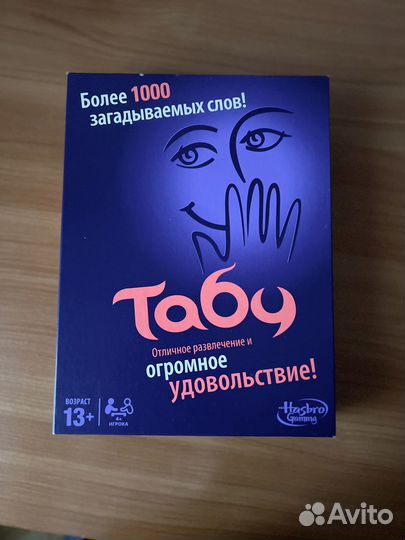 Более 1000
загадываемых слов!
Табу
Отличное развлечение и
огромное
удовольствие!
ВОЗРАСТ
13+
4+
ИГРОКА
Hasbro
Gaming
Avito